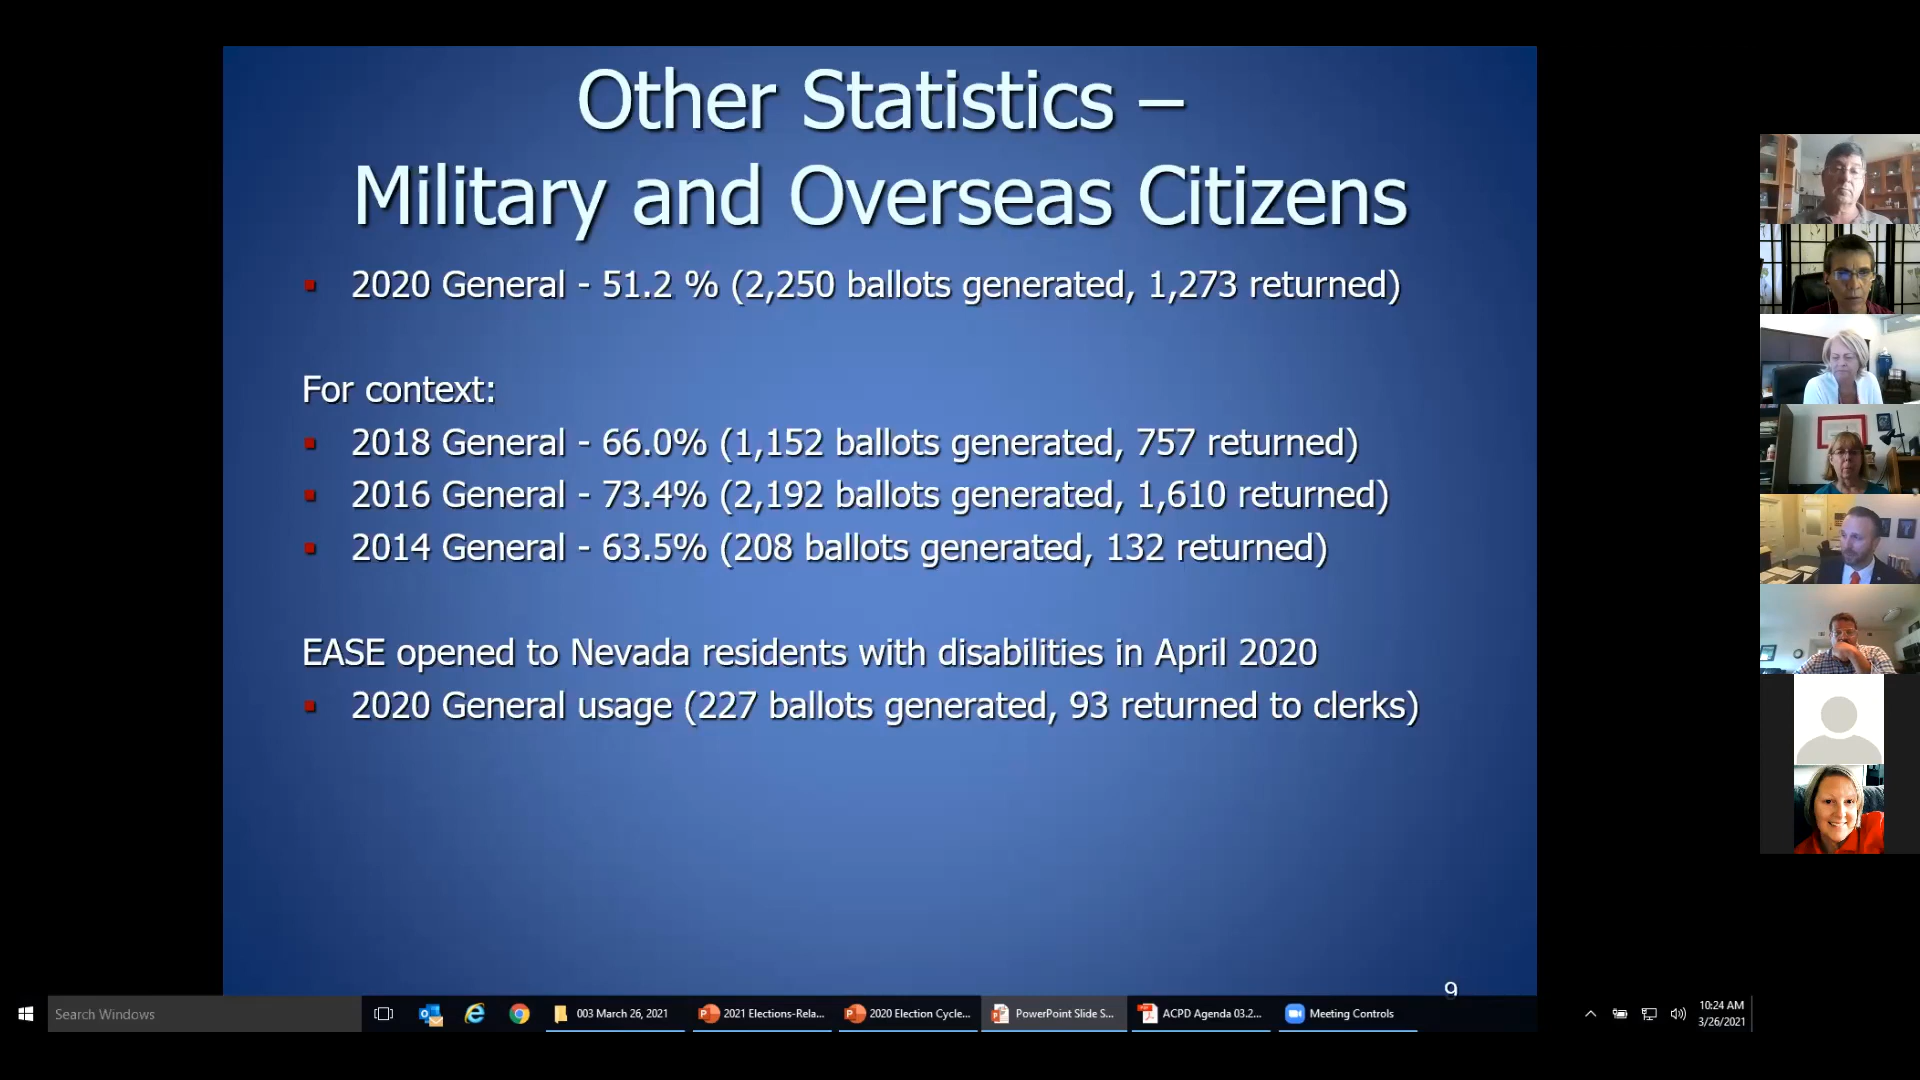 Other Statistics –
Military and Overseas Citizens
▪ 2020 General - 51.2 % (2,250 ballots generated, 1,273 returned)
For context:
▪ 2018 General - 66.0% (1,152 ballots generated, 757 returned)
▪ 2016 General - 73.4% (2,192 ballots generated, 1,610 returned)
▪ 2014 General - 63.5% (208 ballots generated, 132 returned)
EASE opened to Nevada residents with disabilities in April 2020
▪ 2020 General usage (227 ballots generated, 93 returned to clerks)
9
Search Windows
003 March 26, 2021
2021 Elections-Rela...
2020 Election Cycle...
PowerPoint Slide S...
ACPD Agenda 03.2...
Meeting Controls
10:24 AM
3/26/2021